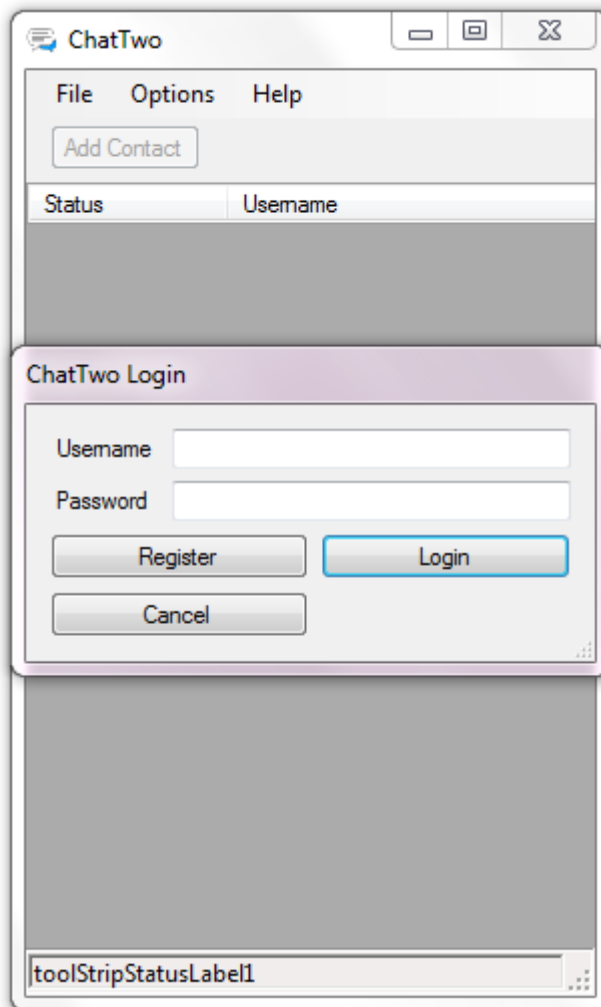 ChatTwo
File Options Help
Add Contact
Status Username
ChatTwo Login
Username
Password
Register Login
Cancel
toolStripStatusLabel1